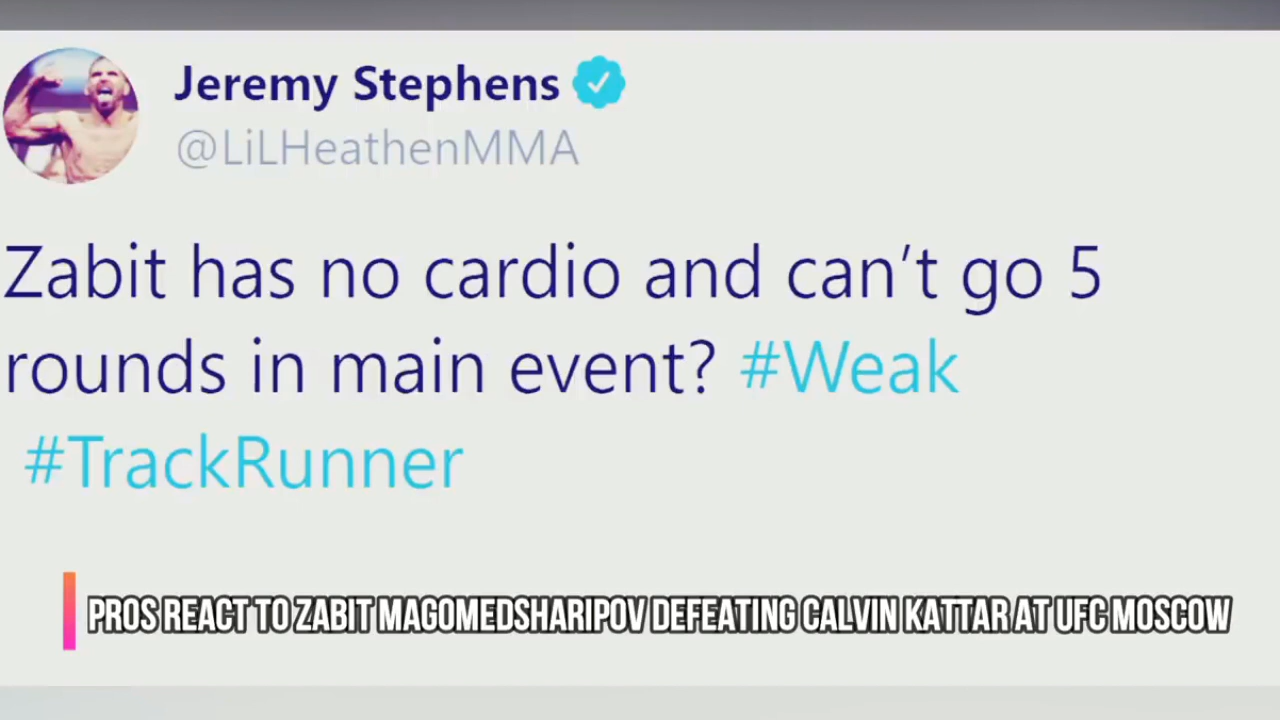 Jeremy Stephens
@LiLHeathenMMA
Zabit has no cardio and can't go 5
rounds in main event? #Weak
#TrackRunner
PROS REACT TO ZABIT MAGOMEDSHARIPOV DEFEATING CALVIN KATTAR AT UFC MOSCOW